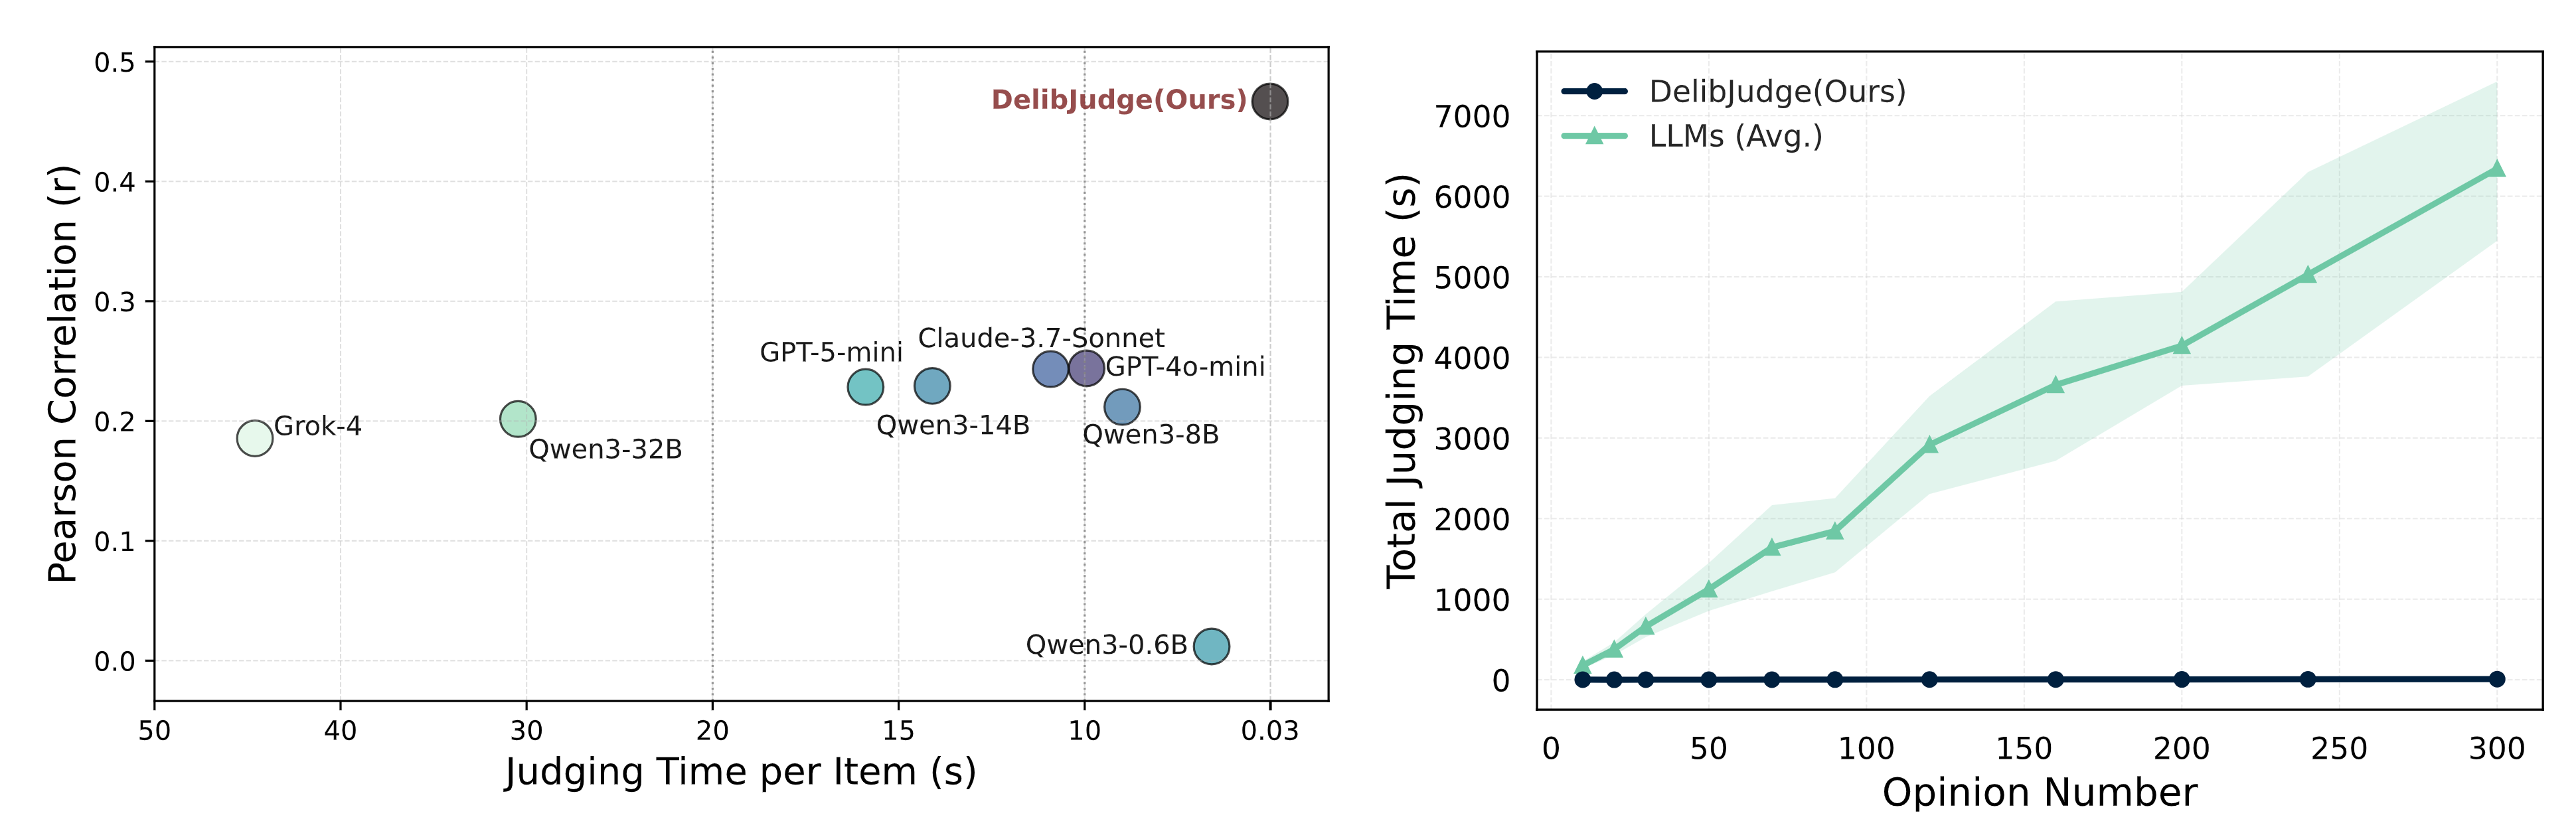 0.5
0.4
0.3
0.2
0.1
0.0
Pearson Correlation (r)
DelibJudge(Ours)
Claude-3.7-Sonnet
GPT-5-mini
GPT-4o-mini
Qwen3-14B
Qwen3-8B
Grok-4
Qwen3-32B
Qwen3-0.6B
50 40 30 20 15 10 0.03
Judging Time per Item (s)
DelibJudge(Ours)
LLMs (Avg.)
7000
6000
5000
4000
3000
2000
1000
0
Total Judging Time (s)
0 50 100 150 200 250 300
Opinion Number